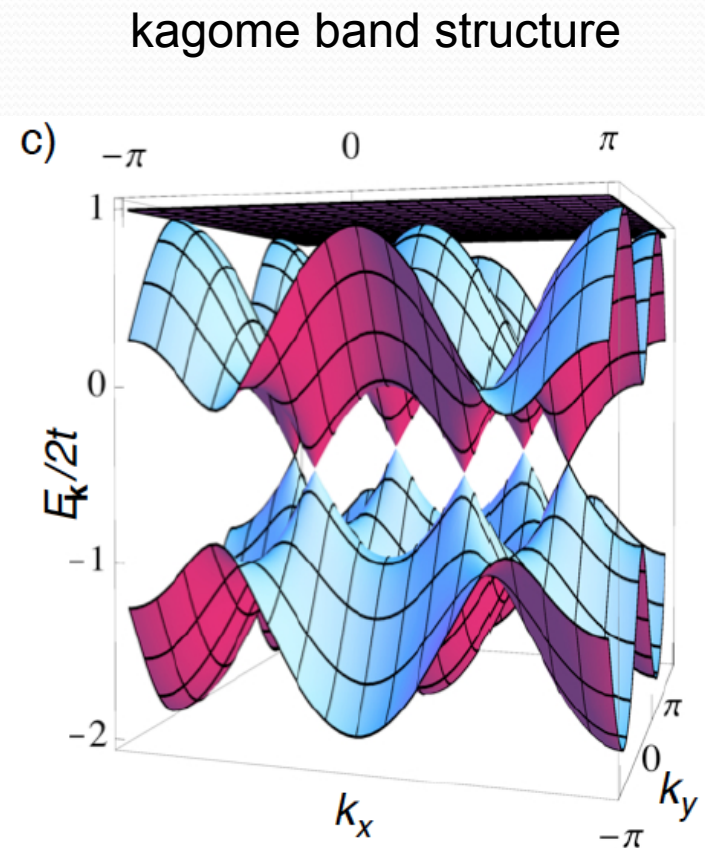 kagome band structure
c)
−π 0 π
1
0
E_k/2t
−1
−2
π
0
−π
k_x
k_y